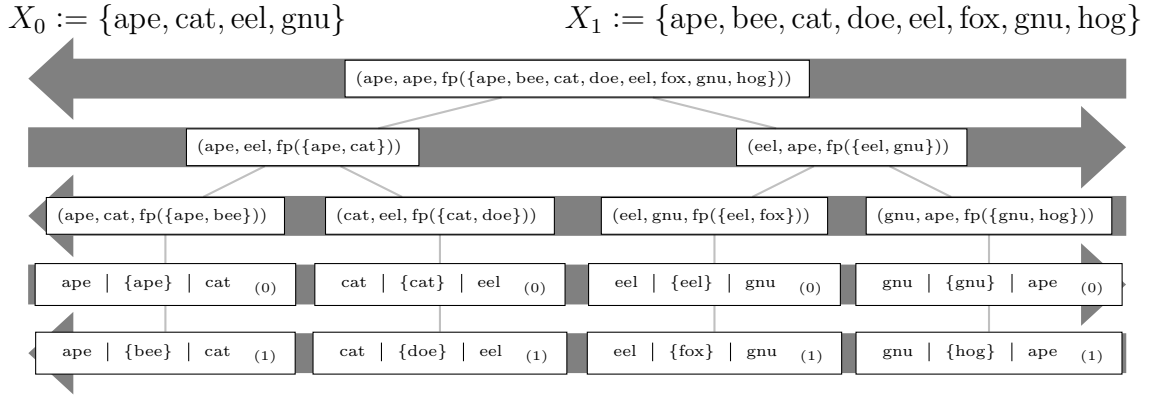 X₀ := {ape, cat, eel, gnu} X₁ := {ape, bee, cat, doe, eel, fox, gnu, hog}
(ape, ape, fp({ape, bee, cat, doe, eel, fox, gnu, hog}))
(ape, eel, fp({ape, cat})) (eel, ape, fp({eel, gnu}))
(ape, cat, fp({ape, bee})) (cat, eel, fp({cat, doe})) (eel, gnu, fp({eel, fox})) (gnu, ape, fp({gnu, hog}))
ape | {ape} | cat (0) cat | {cat} | eel (0) eel | {eel} | gnu (0) gnu | {gnu} | ape (0)
ape | {bee} | cat (1) cat | {doe} | eel (1) eel | {fox} | gnu (1) gnu | {hog} | ape (1)